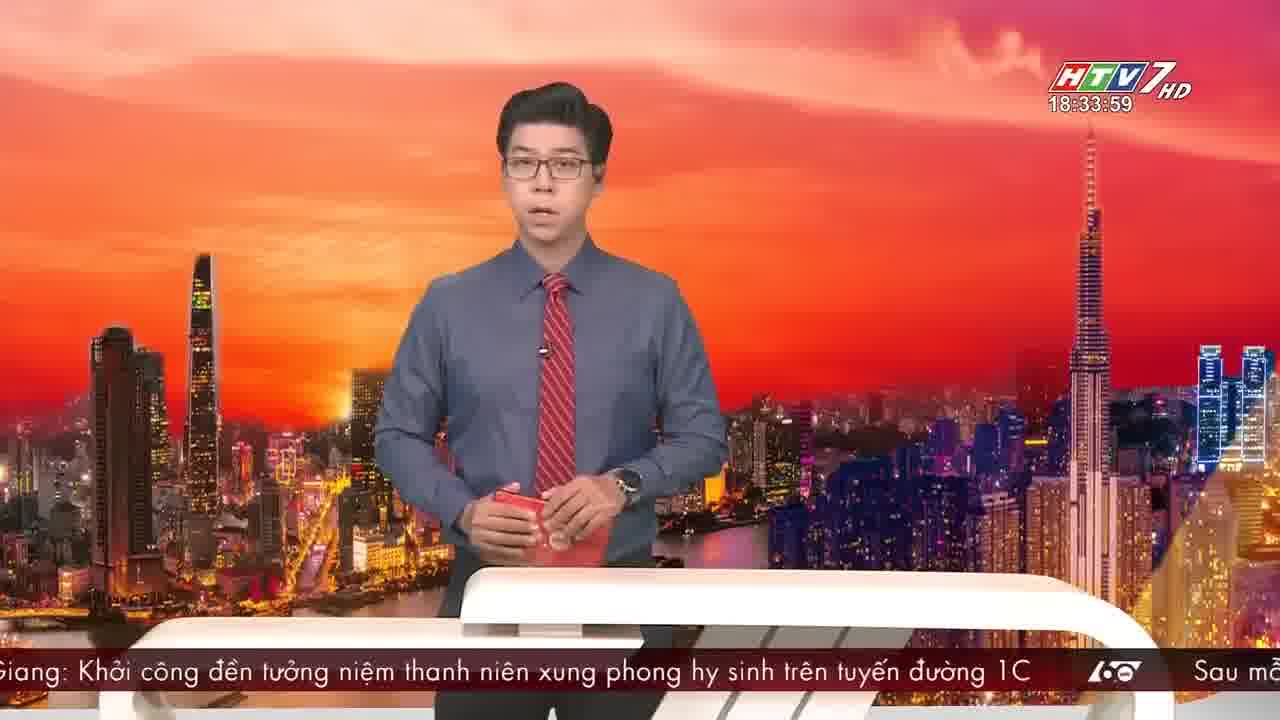 HTV7 HD
18:33:59
Giang: Khởi công đền tưởng niệm thanh niên xung phong hy sinh trên tuyến đường 1C 60 Sau